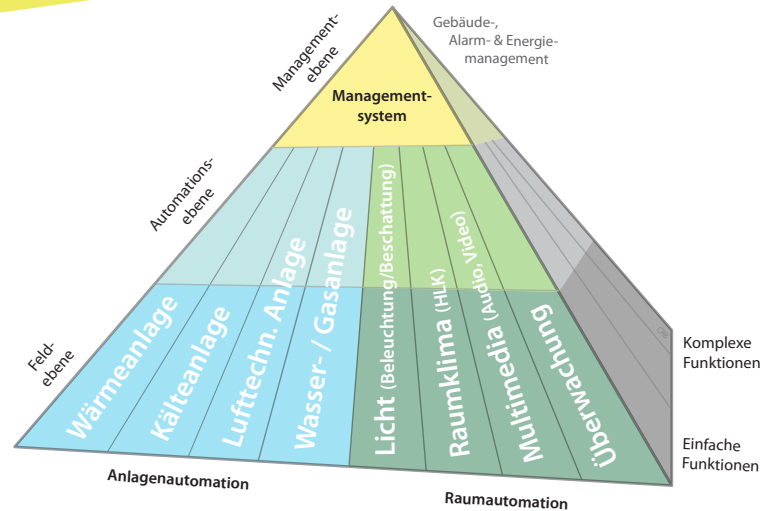 Management-
ebene
Gebäude-,
Alarm- & Energie-
management
Management-
system
Automations-
ebene
Feld-
ebene
Wärmeanlage
Kälteanlage
Lufttechn. Anlage
Wasser- / Gasanlage
Licht (Beleuchtung/Beschattung)
Raumklima (HLK)
Multimedia (Audio, Video)
Überwachung
Komplexe
Funktionen
Einfache
Funktionen
Anlagenautomation
Raumautomation